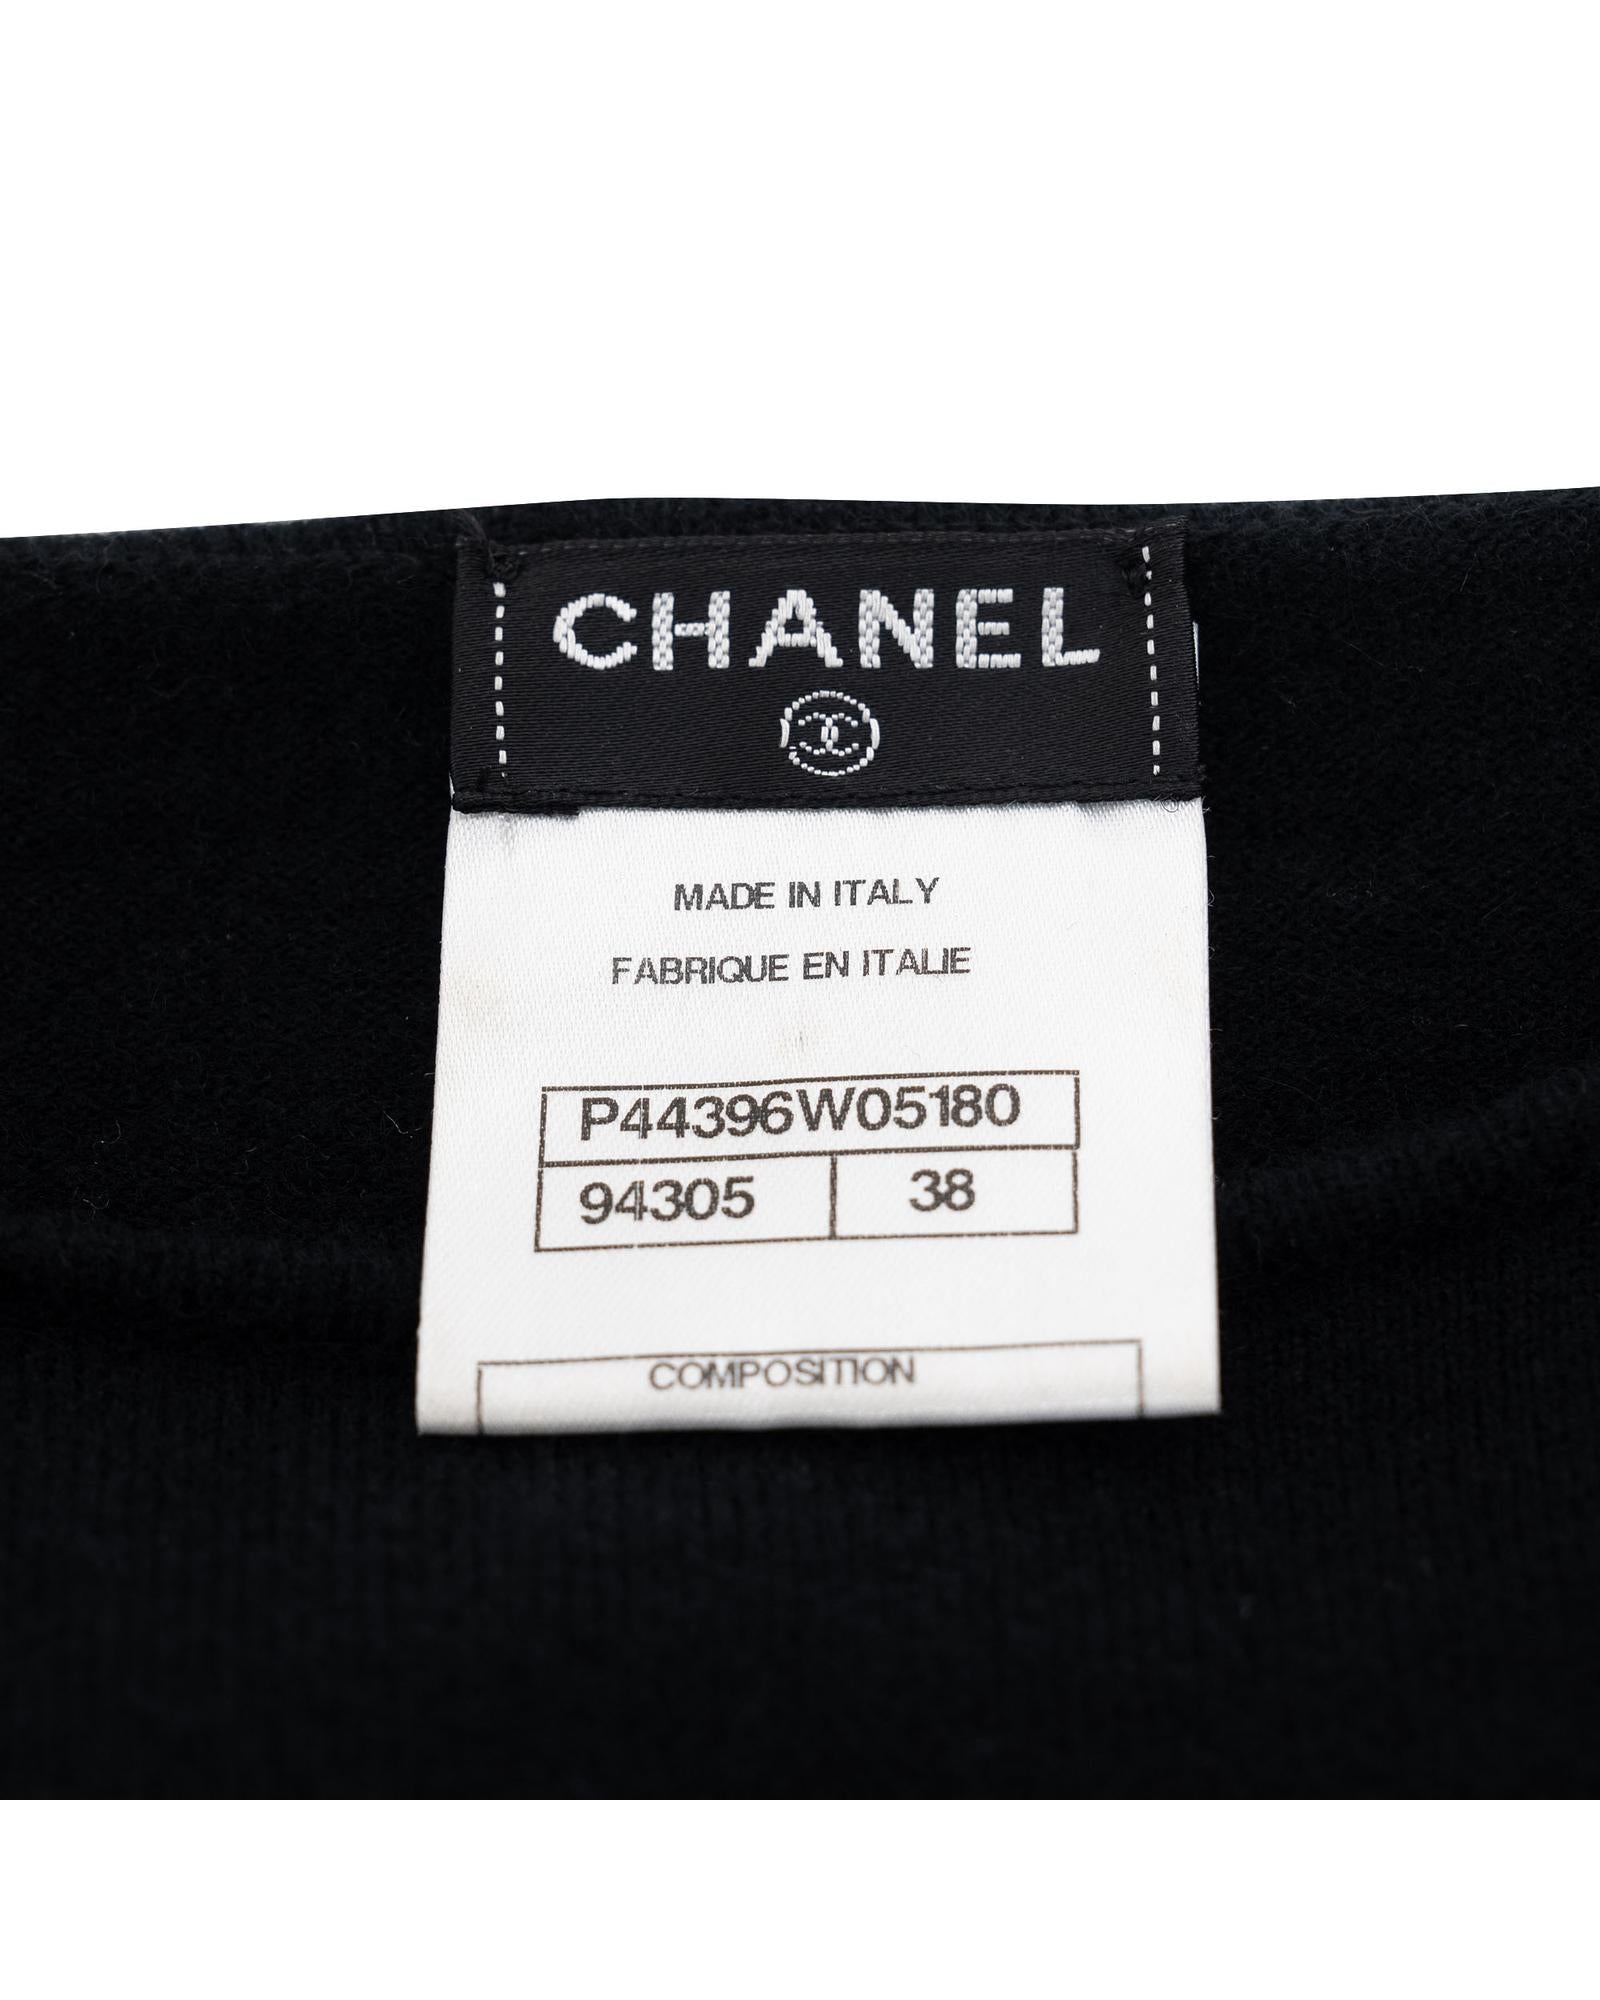 CHANEL
MADE IN ITALY
FABRIQUE EN ITALIE
P44396W05180
94305 38
COMPOSITION